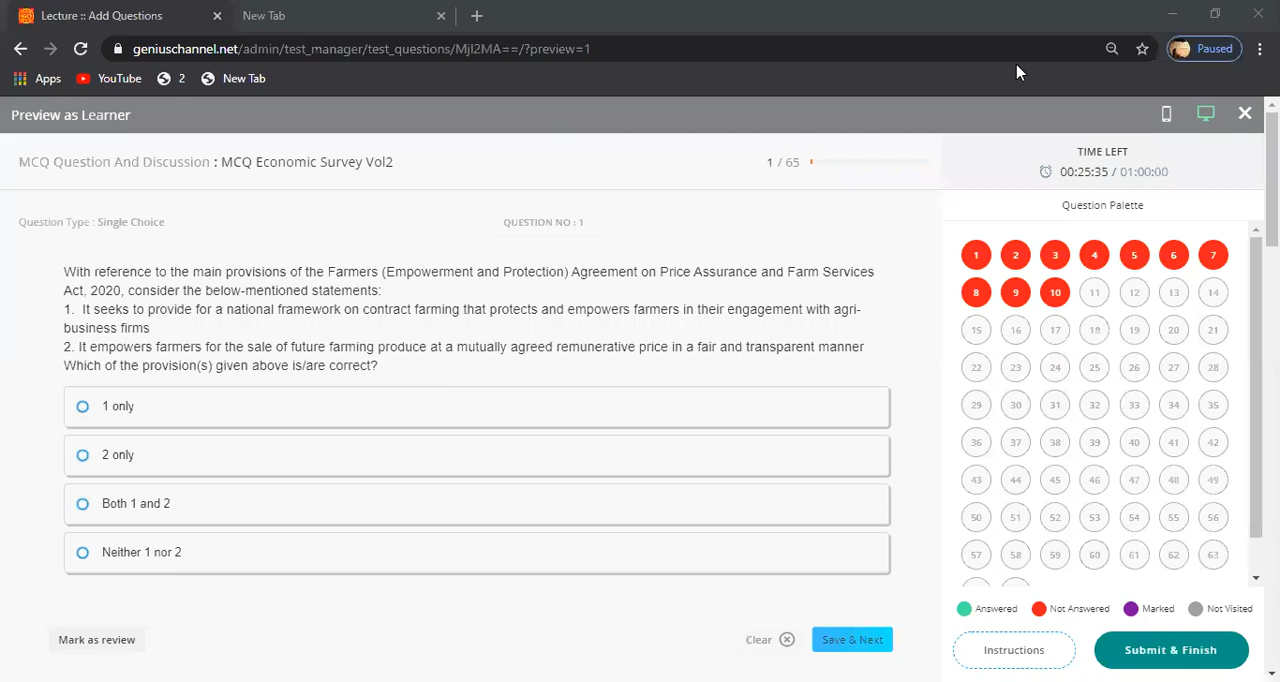 Lecture :: Add Questions
New Tab
geniuschannel.net/admin/test_manager/test_questions/MjI2MA==/?preview=1
Paused
Apps
YouTube
2
New Tab
Preview as Learner
MCQ Question And Discussion : MCQ Economic Survey Vol2
1 / 65
TIME LEFT
00:25:35 / 01:00:00
Question Type : Single Choice
QUESTION NO : 1
Question Palette
With reference to the main provisions of the Farmers (Empowerment and Protection) Agreement on Price Assurance and Farm Services
Act, 2020, consider the below-mentioned statements:
1. It seeks to provide for a national framework on contract farming that protects and empowers farmers in their engagement with agri-
business firms
2. It empowers farmers for the sale of future farming produce at a mutually agreed remunerative price in a fair and transparent manner
Which of the provision(s) given above is/are correct?
1 only
2 only
Both 1 and 2
Neither 1 nor 2
Mark as review
Clear
Save & Next
1 2 3 4 5 6 7
8 9 10 11 12 13 14
15 16 17 18 19 20 21
22 23 24 25 26 27 28
29 30 31 32 33 34 35
36 37 38 39 40 41 42
43 44 45 46 47 48 49
50 51 52 53 54 55 56
57 58 59 60 61 62 63
Answered
Not Answered
Marked
Not Visited
Instructions
Submit & Finish